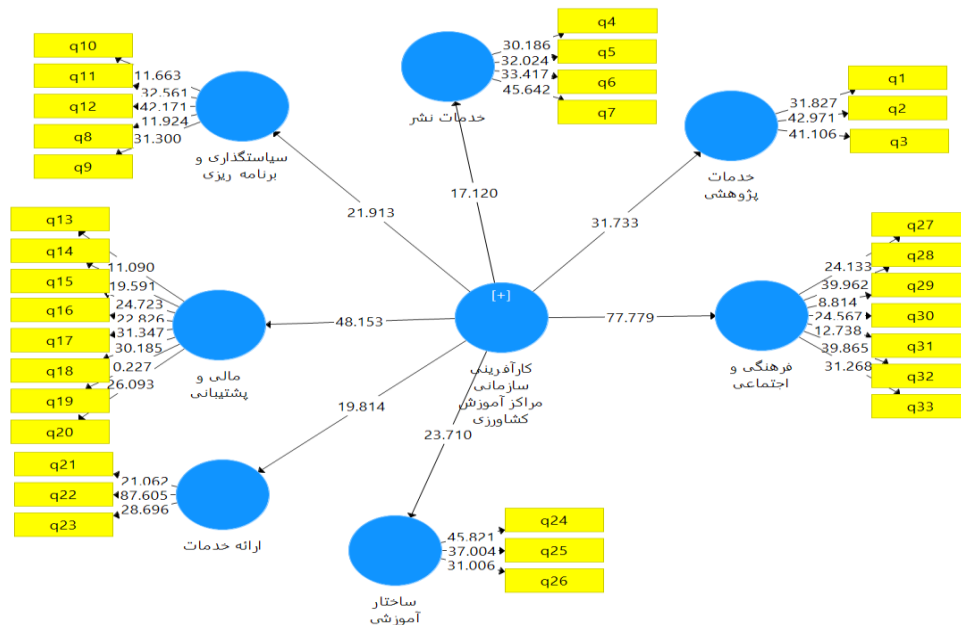 q10
q11
q12
q8
q9
11.663
32.561
42.171
11.924
31.300
سیاستگذاری و
برنامه ریزی
q4
q5
q6
q7
30.186
32.024
33.417
45.642
خدمات نشر
q1
q2
q3
31.827
42.971
41.106
خدمات
پژوهشی
21.913
17.120
31.733
q13
q14
q15
q16
q17
q18
q19
q20
11.090
19.591
24.723
22.826
31.347
30.185
0.227
26.093
مالی و
پشتیبانی
48.153
[+]
کارآفرینی
سازمانی
مراکز آموزش
کشاورزی
77.779
q27
q28
q29
q30
q31
q32
q33
24.133
39.962
8.814
24.567
12.738
39.865
31.268
فرهنگی و
اجتماعی
19.814
23.710
q21
q22
q23
21.062
87.605
28.696
ارائه خدمات
q24
q25
q26
45.821
37.004
31.006
ساختار
آموزشی